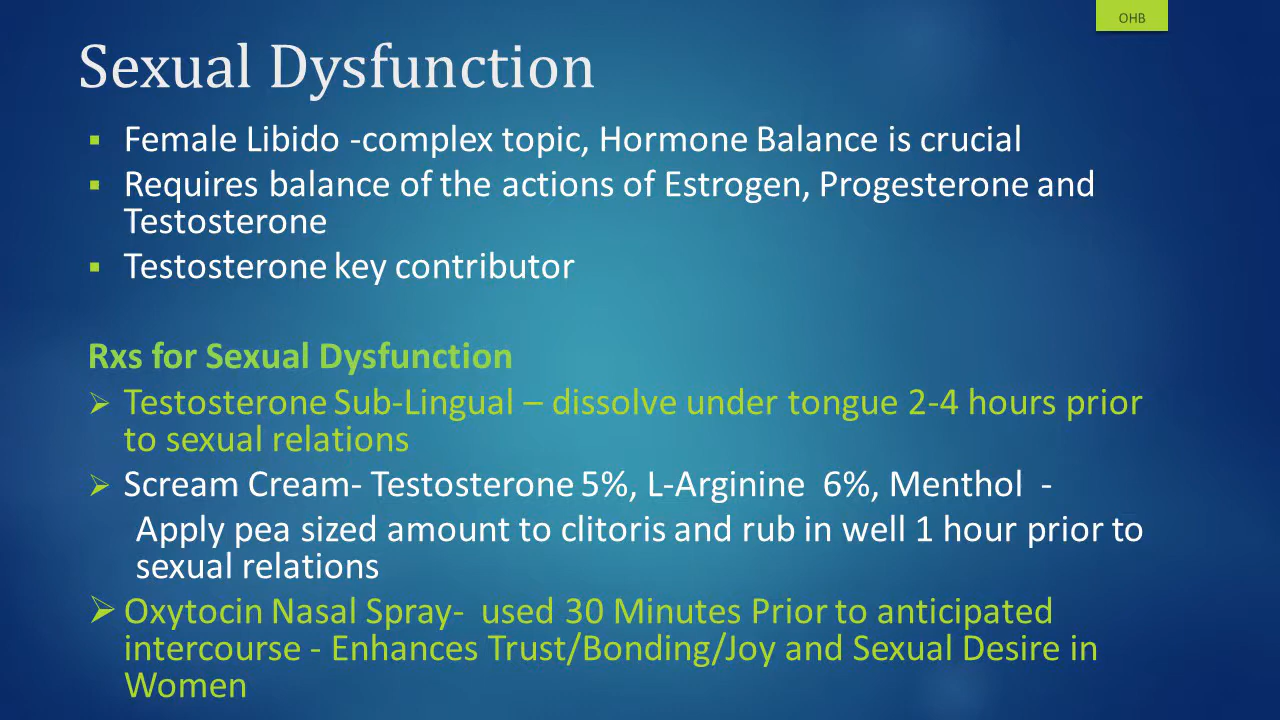 OHB
Sexual Dysfunction
▪ Female Libido -complex topic, Hormone Balance is crucial
▪ Requires balance of the actions of Estrogen, Progesterone and
Testosterone
▪ Testosterone key contributor
Rxs for Sexual Dysfunction
➢ Testosterone Sub-Lingual – dissolve under tongue 2-4 hours prior
to sexual relations
➢ Scream Cream- Testosterone 5%, L-Arginine  6%, Menthol  -
Apply pea sized amount to clitoris and rub in well 1 hour prior to
sexual relations
➢ Oxytocin Nasal Spray-  used 30 Minutes Prior to anticipated
intercourse - Enhances Trust/Bonding/Joy and Sexual Desire in
Women